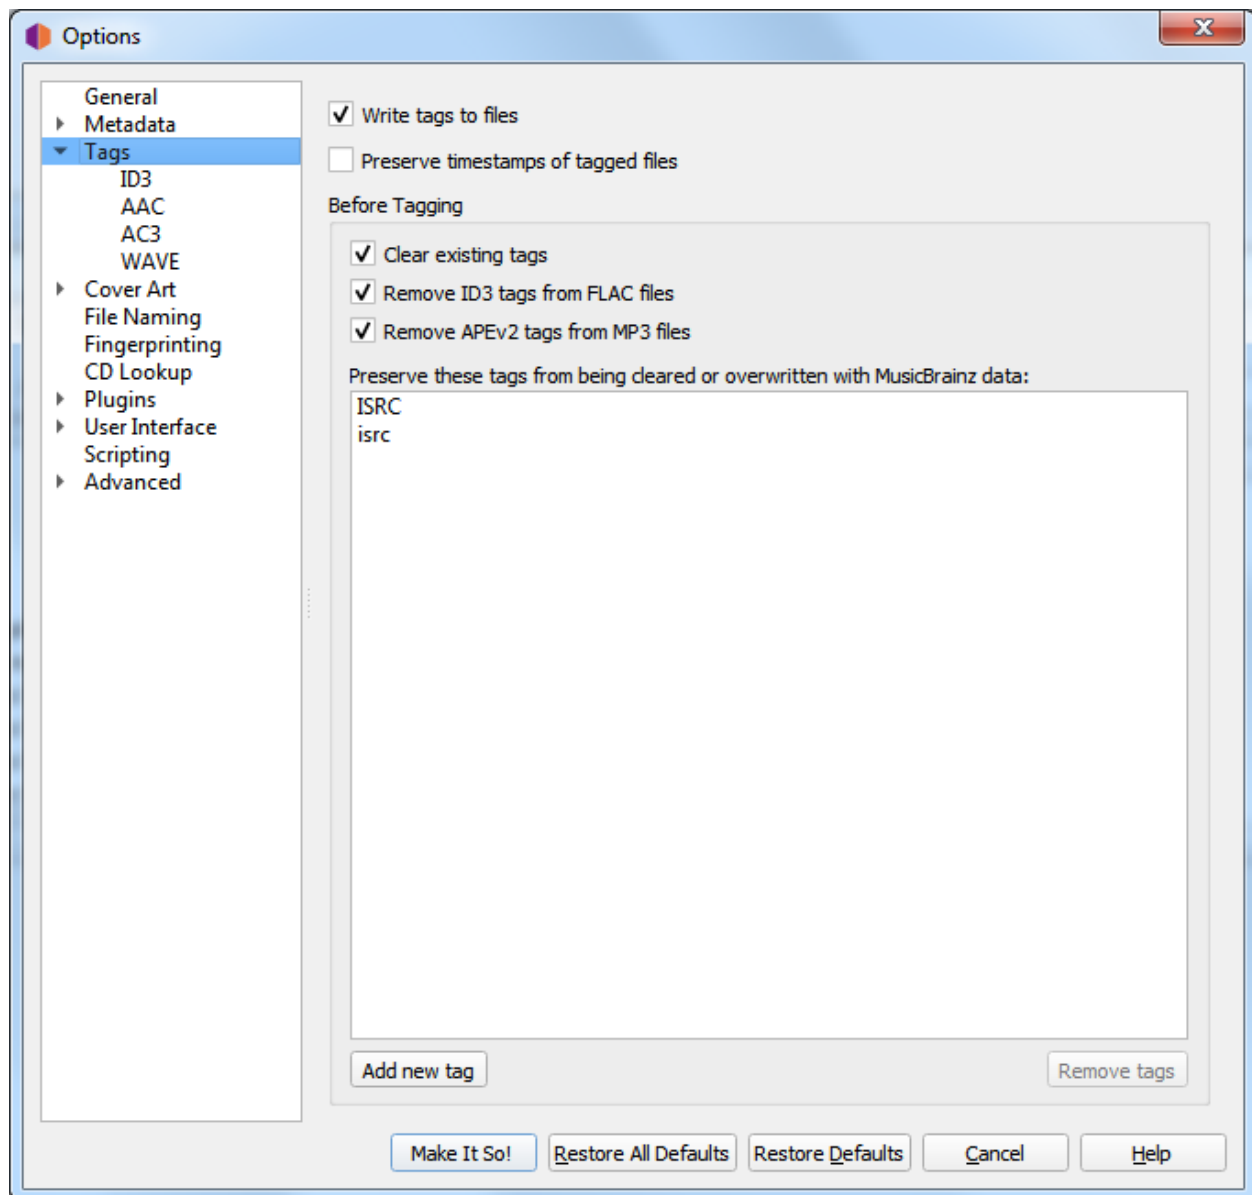 Options
General
Metadata
Tags
ID3
AAC
AC3
WAVE
Cover Art
File Naming
Fingerprinting
CD Lookup
Plugins
User Interface
Scripting
Advanced
Write tags to files
Preserve timestamps of tagged files
Before Tagging
Clear existing tags
Remove ID3 tags from FLAC files
Remove APEv2 tags from MP3 files
Preserve these tags from being cleared or overwritten with MusicBrainz data:
ISRC
isrc
Add new tag
Remove tags
Make It So!
Restore All Defaults
Restore Defaults
Cancel
Help